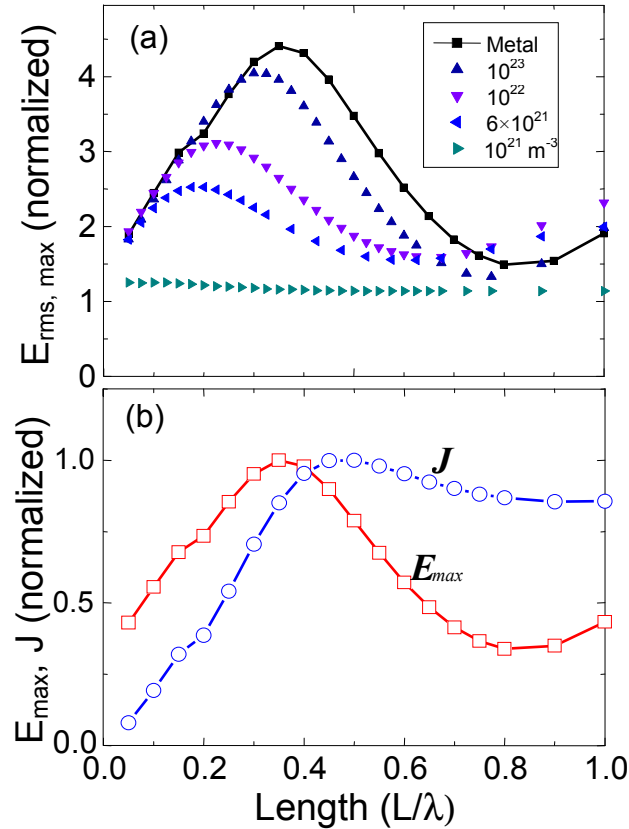 (a)
Metal
10²³
10²²
6×10²¹
10²¹ m⁻³
E_rms, max (normalized)
4
3
2
1
0
(b)
J
E_max
E_max, J (normalized)
1.0
0.5
0.0
0.0 0.2 0.4 0.6 0.8 1.0
Length (L/λ)